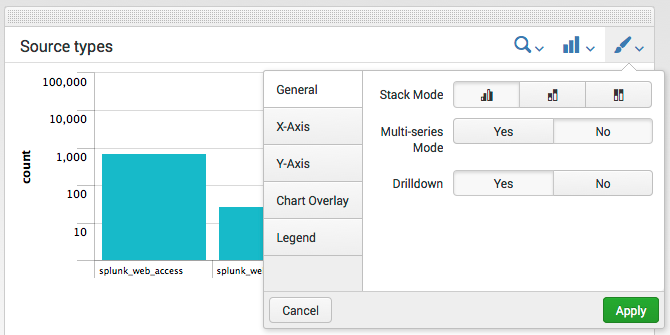 Source types
100,000
10,000
1,000
100
10
count
splunk_web_access
splunk_we
General
X-Axis
Y-Axis
Chart Overlay
Legend
Stack Mode
Multi-series
Mode
Yes No
Drilldown
Yes No
Cancel
Apply